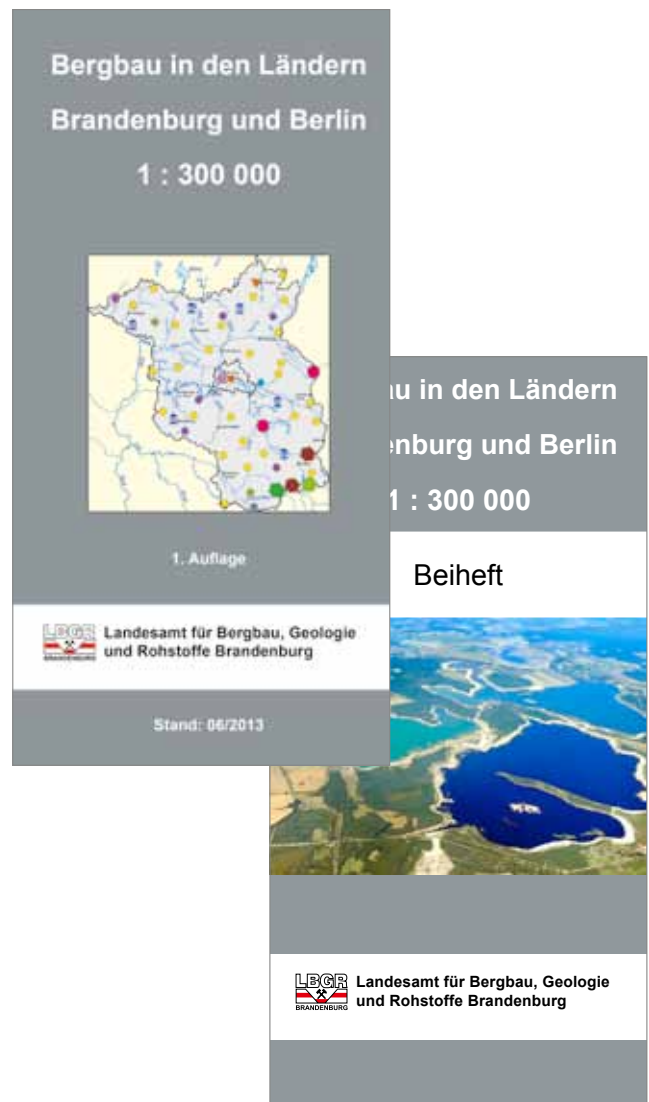 Bergbau in den Ländern
Brandenburg und Berlin
1 : 300 000
1. Auflage
LBGR
BRANDENBURG
Landesamt für Bergbau, Geologie
und Rohstoffe Brandenburg
Stand: 06/2013
au in den Ländern
enburg und Berlin
1 : 300 000
Beiheft
LBGR
BRANDENBURG
Landesamt für Bergbau, Geologie
und Rohstoffe Brandenburg